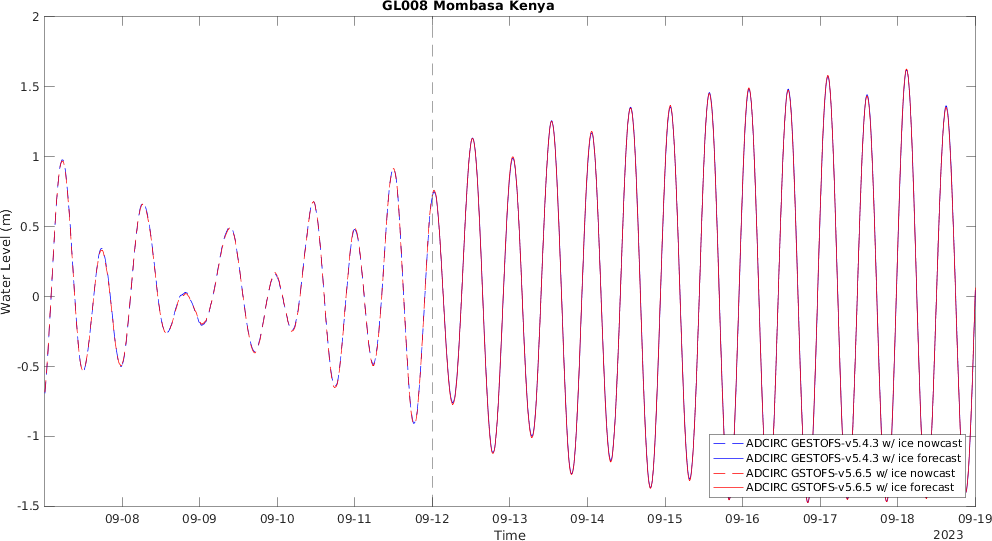 GL008 Mombasa Kenya
2
1.5
1
0.5
0
-0.5
-1
-1.5
Water Level (m)
ADCIRC GESTOFS-v5.4.3 w/ ice nowcast
ADCIRC GESTOFS-v5.4.3 w/ ice forecast
ADCIRC GSTOFS-v5.6.5 w/ ice nowcast
ADCIRC GSTOFS-v5.6.5 w/ ice forecast
09-08 09-09 09-10 09-11 09-12 09-13 09-14 09-15 09-16 09-17 09-18 09-19
Time
2023